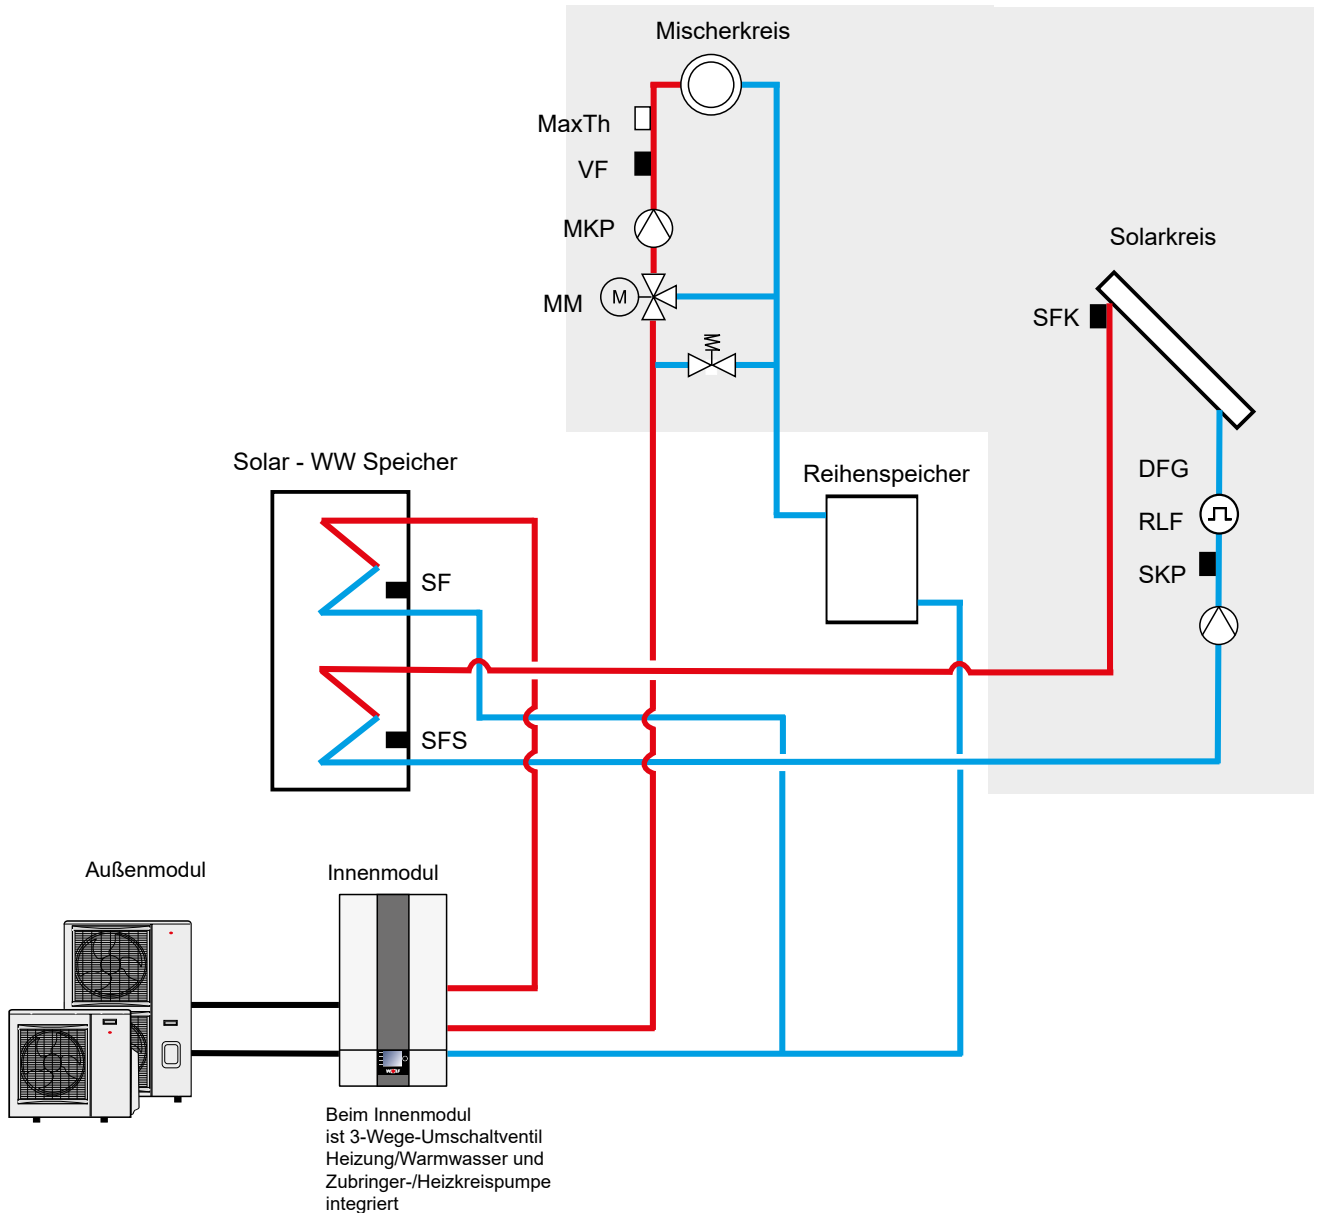 Mischerkreis
MaxTh
VF
MKP
MM
M
Solarkreis
SFK
DFG
RLF
SKP
Solar - WW Speicher
SF
SFS
Reihenspeicher
Außenmodul
Innenmodul
WOLF
Beim Innenmodul
ist 3-Wege-Umschaltventil
Heizung/Warmwasser und
Zubringer-/Heizkreispumpe
integriert